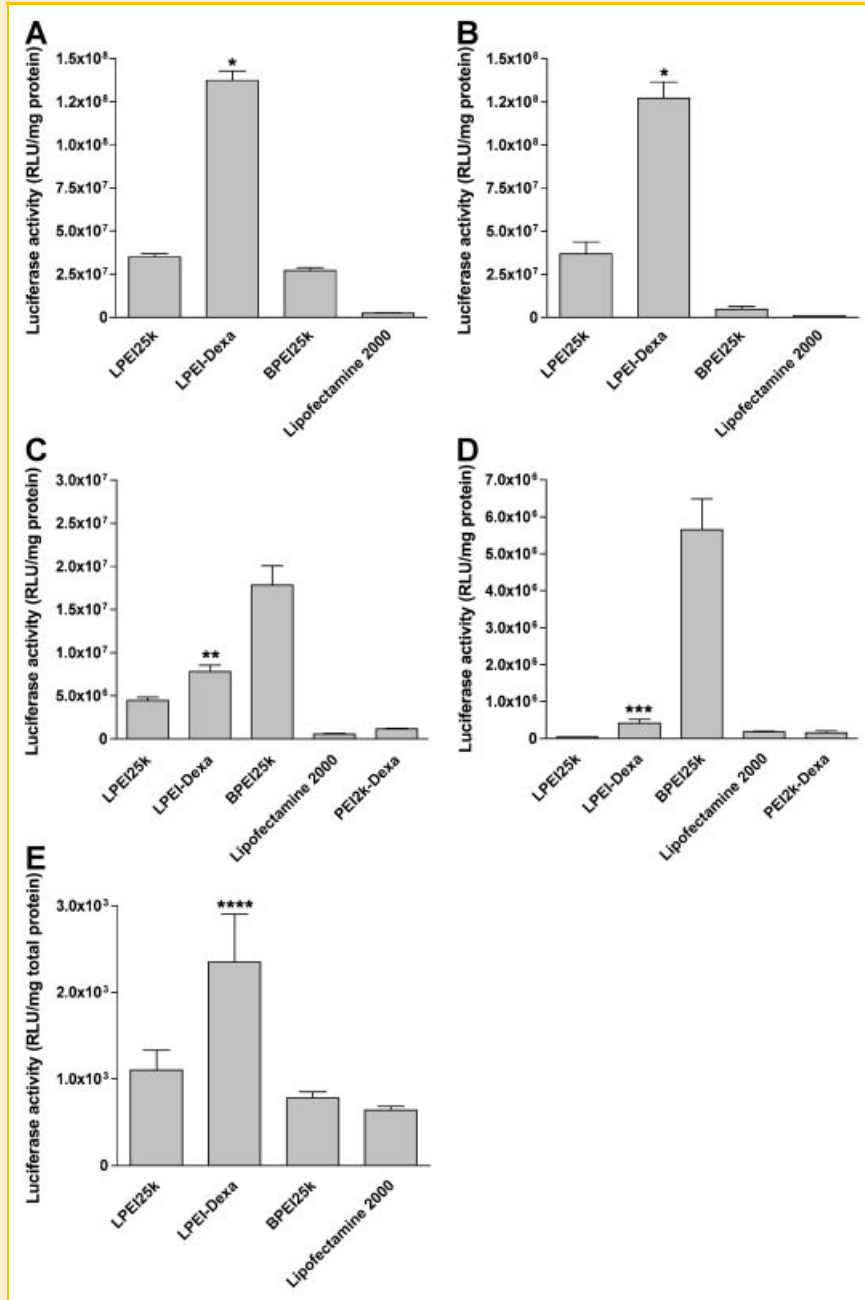 A
Luciferase activity (RLU/mg protein)
1.5x10⁸
1.2x10⁸
1.0x10⁸
7.5x10⁷
5.0x10⁷
2.5x10⁷
0
*
LPEI25k
LPEI-Dexa
BPEI25k
Lipofectamine 2000
B
Luciferase activity (RLU/mg protein)
1.5x10⁸
1.2x10⁸
1.0x10⁸
7.5x10⁷
5.0x10⁷
2.5x10⁷
0
*
LPEI25k
LPEI-Dexa
BPEI25k
Lipofectamine 2000
C
Luciferase activity (RLU/mg protein)
3.0x10⁷
2.5x10⁷
2.0x10⁷
1.5x10⁷
1.0x10⁷
5.0x10⁶
0
**
LPEI25k
LPEI-Dexa
BPEI25k
Lipofectamine 2000
PEI2k-Dexa
D
Luciferase activity (RLU/mg protein)
7.0x10⁶
6.0x10⁶
5.0x10⁶
4.0x10⁶
3.0x10⁶
2.0x10⁶
1.0x10⁶
0
***
LPEI25k
LPEI-Dexa
BPEI25k
Lipofectamine 2000
PEI2k-Dexa
E
Luciferase activity (RLU/mg total protein)
3.0x10³
2.0x10³
1.0x10³
0
****
LPEI25k
LPEI-Dexa
BPEI25k
Lipofectamine 2000